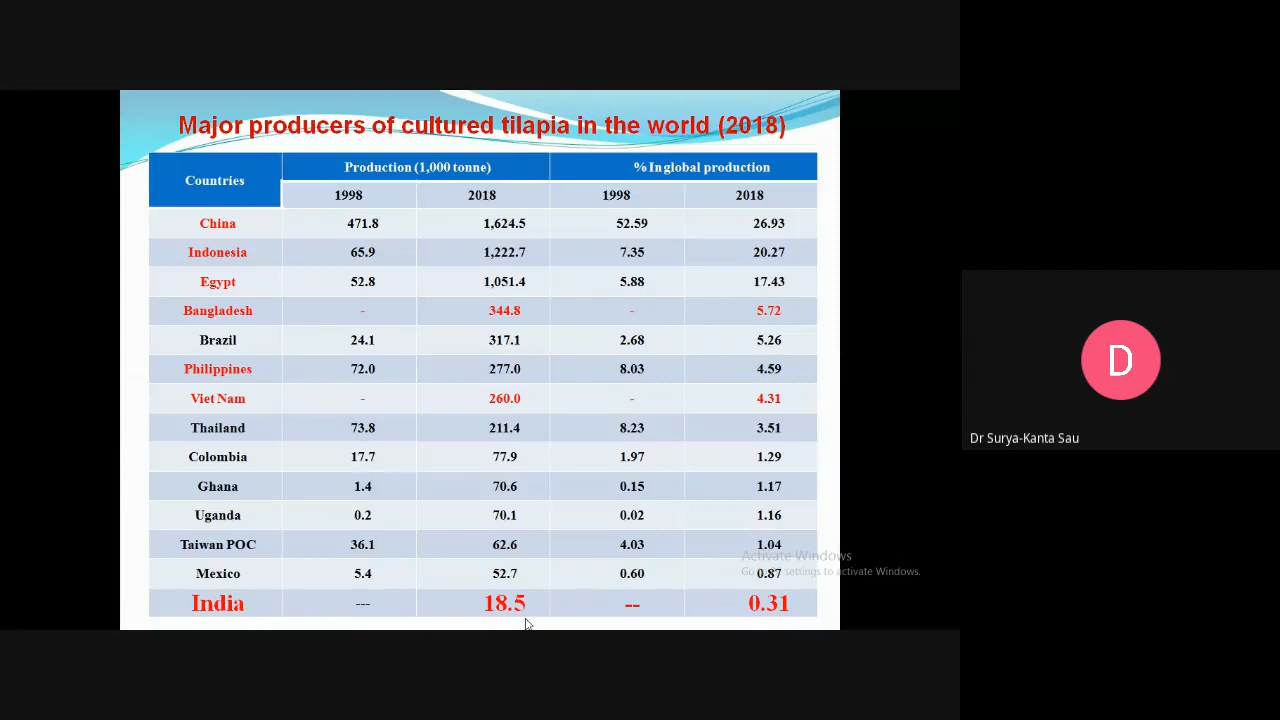 Major producers of cultured tilapia in the world (2018)
Countries Production (1,000 tonne) % In global production
1998 2018 1998 2018
China 471.8 1,624.5 52.59 26.93
Indonesia 65.9 1,222.7 7.35 20.27
Egypt 52.8 1,051.4 5.88 17.43
Bangladesh - 344.8 - 5.72
Brazil 24.1 317.1 2.68 5.26
Philippines 72.0 277.0 8.03 4.59
Viet Nam - 260.0 - 4.31
Thailand 73.8 211.4 8.23 3.51
Colombia 17.7 77.9 1.97 1.29
Ghana 1.4 70.6 0.15 1.17
Uganda 0.2 70.1 0.02 1.16
Taiwan POC 36.1 62.6 4.03 1.04
Mexico 5.4 52.7 0.60 0.87
India --- 18.5 -- 0.31
Activate Windows
Go to settings to activate Windows.
D
Dr Surya-Kanta Sau